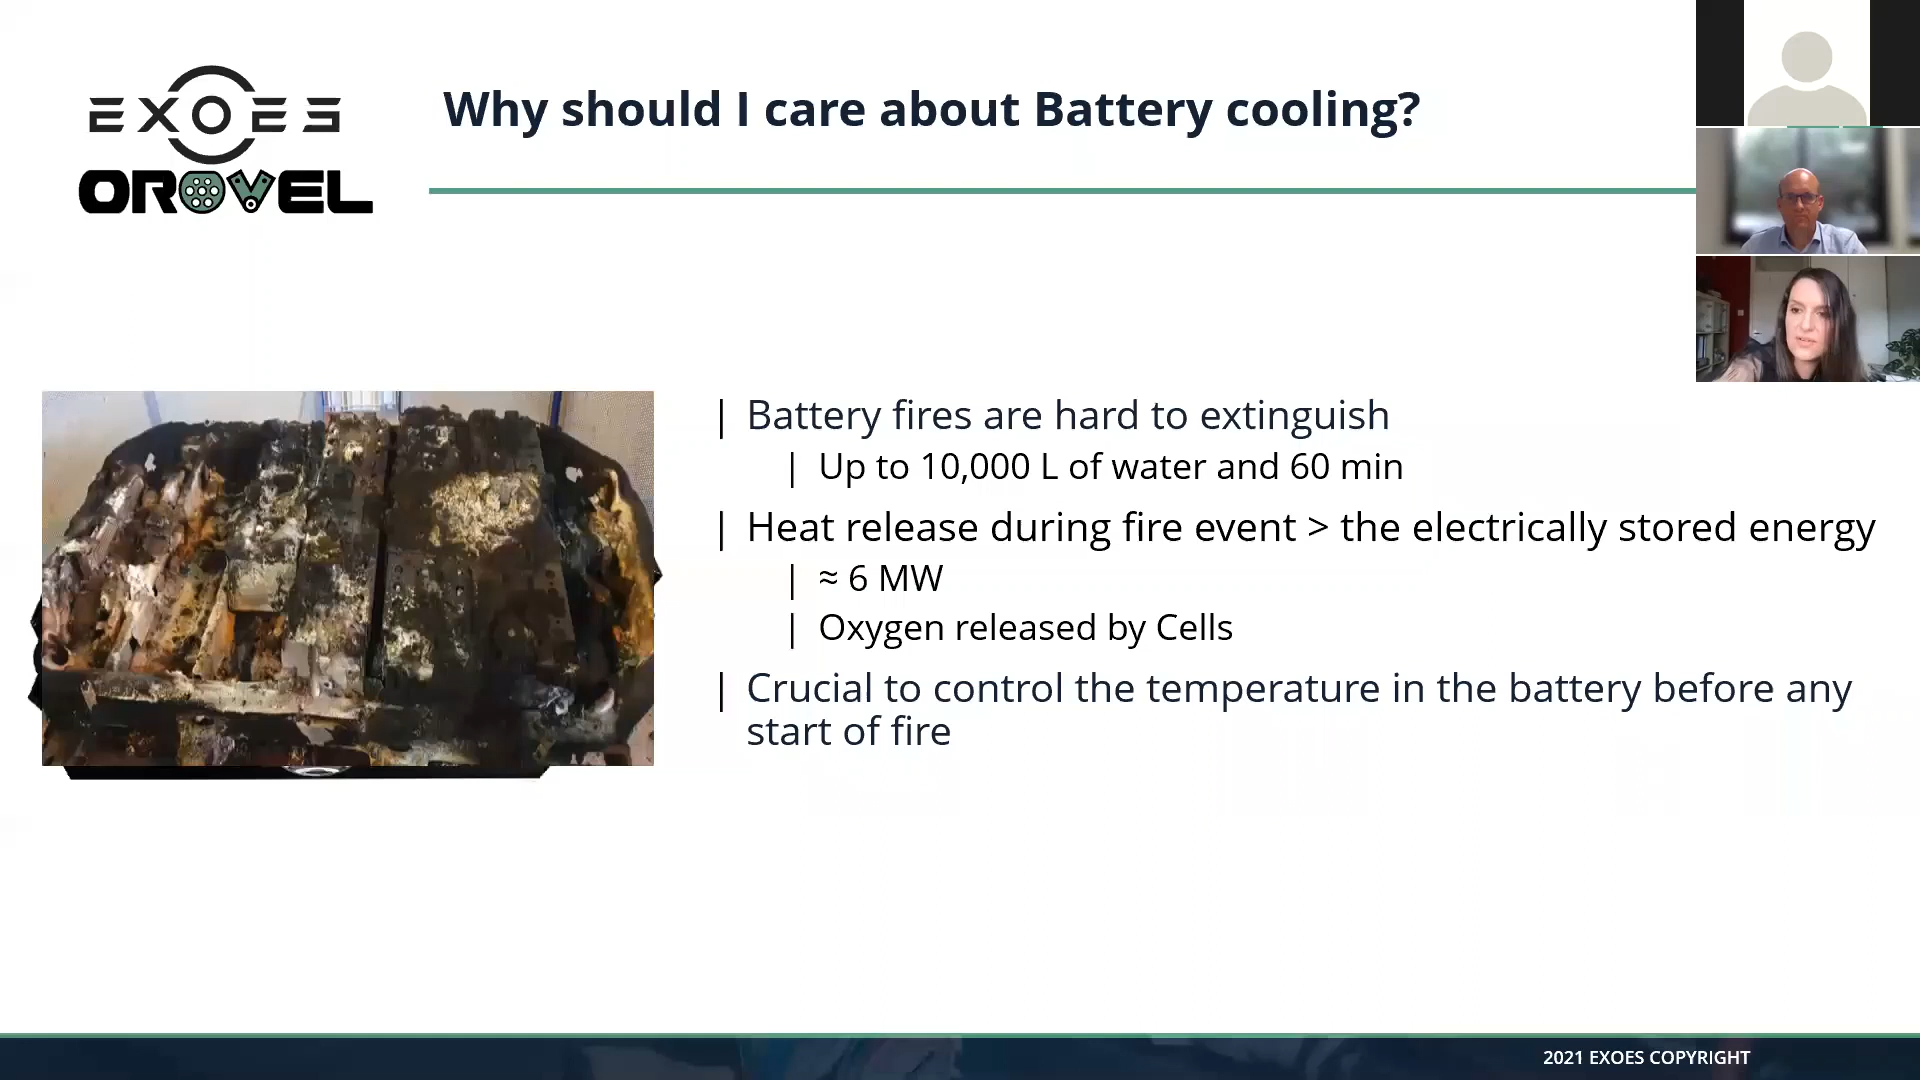 EXOES
OROVEL
Why should I care about Battery cooling?
| Battery fires are hard to extinguish
| Up to 10,000 L of water and 60 min
| Heat release during fire event > the electrically stored energy
| ≈ 6 MW
| Oxygen released by Cells
| Crucial to control the temperature in the battery before any
start of fire
2021 EXOES COPYRIGHT